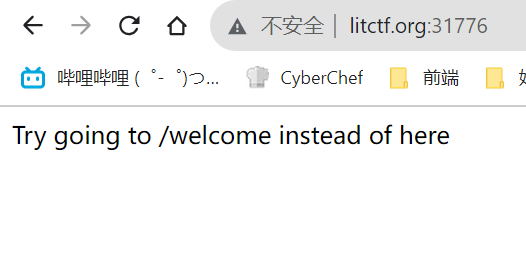 不安全 | litctf.org:31776
哔哩哔哩 ( ゜- ゜)つ... CyberChef 前端
Try going to /welcome instead of here